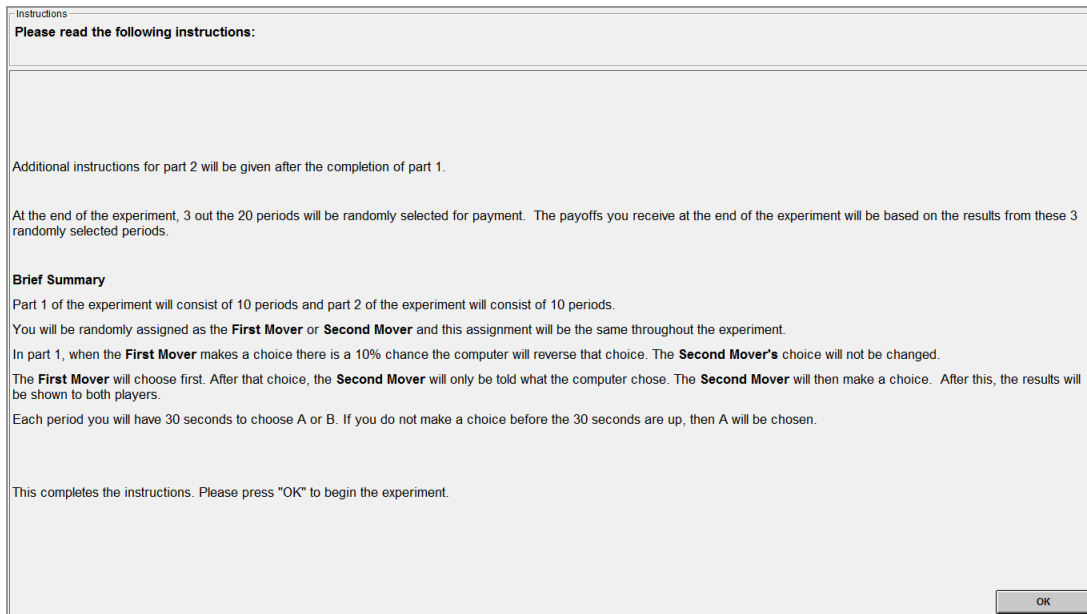 Instructions
Please read the following instructions:
Additional instructions for part 2 will be given after the completion of part 1.
At the end of the experiment, 3 out the 20 periods will be randomly selected for payment.  The payoffs you receive at the end of the experiment will be based on the results from these 3
randomly selected periods.
Brief Summary
Part 1 of the experiment will consist of 10 periods and part 2 of the experiment will consist of 10 periods.
You will be randomly assigned as the First Mover or Second Mover and this assignment will be the same throughout the experiment.
In part 1, when the First Mover makes a choice there is a 10% chance the computer will reverse that choice. The Second Mover's choice will not be changed.
The First Mover will choose first. After that choice, the Second Mover will only be told what the computer chose. The Second Mover will then make a choice.  After this, the results will
be shown to both players.
Each period you will have 30 seconds to choose A or B. If you do not make a choice before the 30 seconds are up, then A will be chosen.
This completes the instructions. Please press "OK" to begin the experiment.
OK